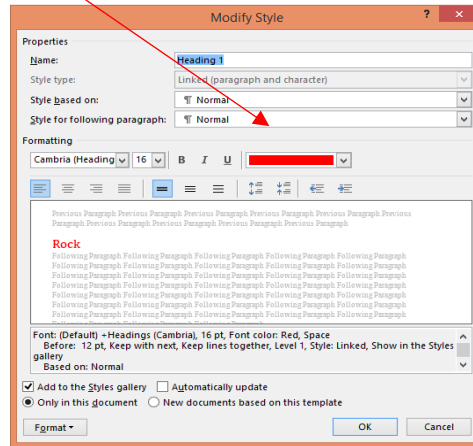 Modify Style
? ×
Properties
Name: Heading 1
Style type: Linked (paragraph and character)
Style based on: ¶ Normal
Style for following paragraph: ¶ Normal
Formatting
Cambria (Heading 16 B I U
Previous Paragraph Previous Paragraph Previous Paragraph Previous Paragraph Previous Paragraph Previous
Paragraph Previous Paragraph Previous Paragraph Previous Paragraph Previous Paragraph
Rock
Following Paragraph Following Paragraph Following Paragraph Following Paragraph Following Paragraph
Following Paragraph Following Paragraph Following Paragraph Following Paragraph Following Paragraph
Following Paragraph Following Paragraph Following Paragraph Following Paragraph Following Paragraph
Following Paragraph Following Paragraph Following Paragraph Following Paragraph Following Paragraph
Following Paragraph Following Paragraph Following Paragraph Following Paragraph Following Paragraph
Following Paragraph Following Paragraph Following Paragraph Following Paragraph Following Paragraph
Font: (Default) +Headings (Cambria), 16 pt, Font color: Red, Space
Before: 12 pt, Keep with next, Keep lines together, Level 1, Style: Linked, Show in the Styles
gallery
Based on: Normal
Add to the Styles gallery Automatically update
Only in this document New documents based on this template
Format OK Cancel